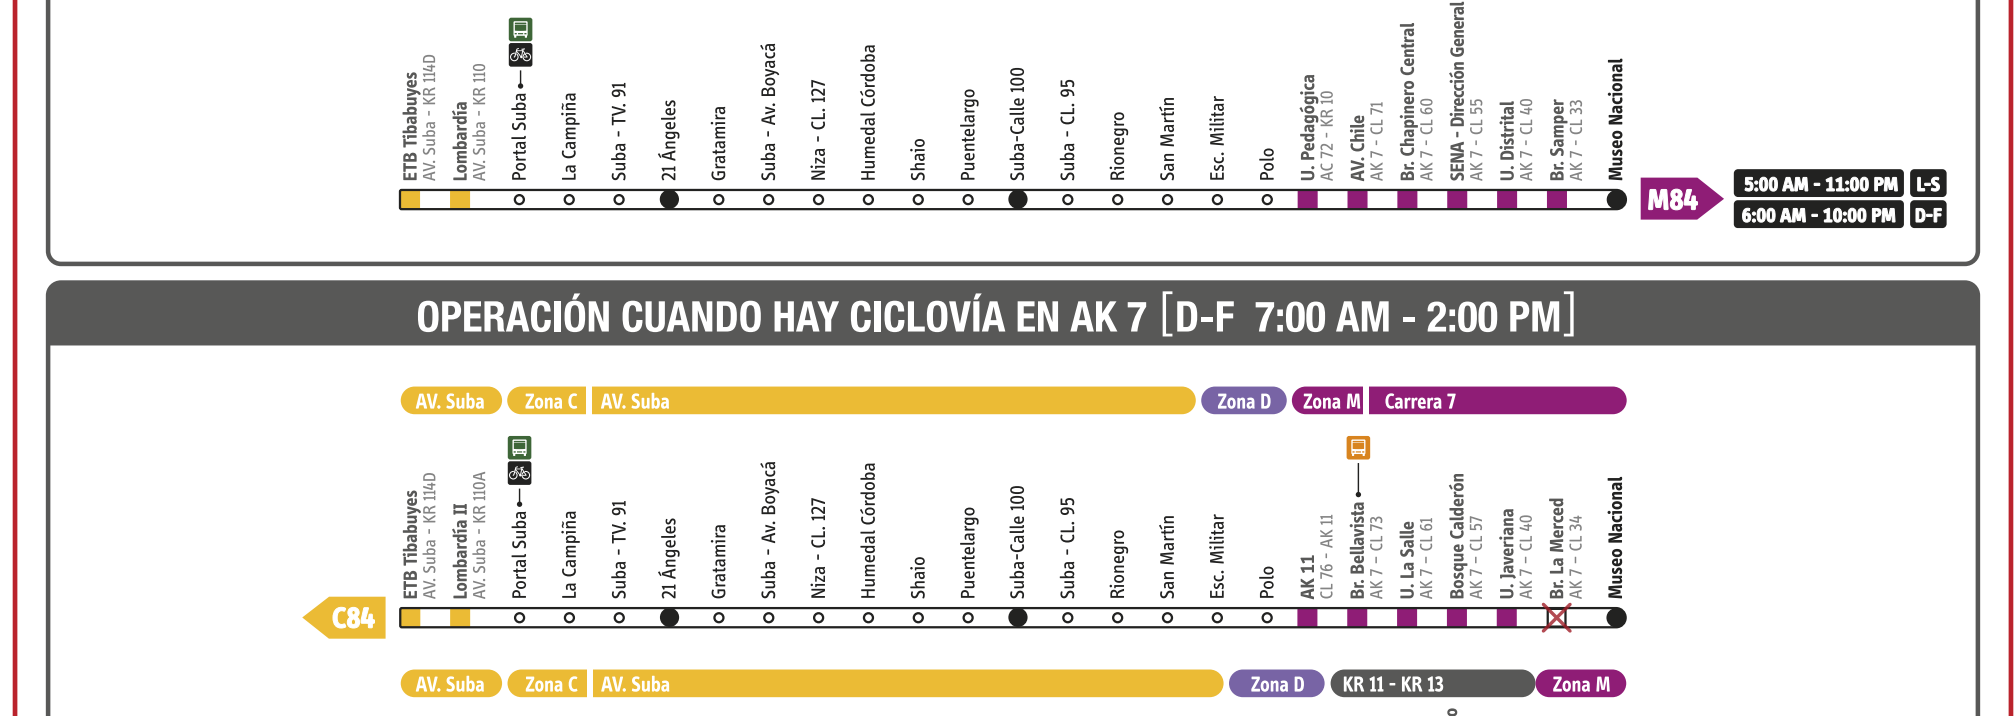 ETB Tibabuyes
AV. Suba - KR 114D
Lombardía
AV. Suba - KR 110
Portal Suba
La Campiña
Suba - TV. 91
21 Ángeles
Gratamira
Suba - Av. Boyacá
Niza - CL. 127
Humedal Córdoba
Shaio
Puentelargo
Suba-Calle 100
Suba - CL. 95
Rionegro
San Martín
Esc. Militar
Polo
U. Pedagógica
AC 72 - KR 10
AV. Chile
AK 7 - CL 71
Br. Chapinero Central
AK 7 - CL 60
SENA - Dirección General
AK 7 - CL 55
U. Distrital
AK 7 - CL 40
Br. Samper
AK 7 - CL 33
Museo Nacional
M84
5:00 AM - 11:00 PM L-S
6:00 AM - 10:00 PM D-F
OPERACIÓN CUANDO HAY CICLOVÍA EN AK 7 [D-F 7:00 AM - 2:00 PM]
AV. Suba Zona C AV. Suba Zona D Zona M Carrera 7
ETB Tibabuyes
AV. Suba - KR 114D
Lombardía II
AV. Suba - KR 110A
Portal Suba
La Campiña
Suba - TV. 91
21 Ángeles
Gratamira
Suba - Av. Boyacá
Niza - CL. 127
Humedal Córdoba
Shaio
Puentelargo
Suba-Calle 100
Suba - CL. 95
Rionegro
San Martín
Esc. Militar
Polo
AK 11
CL 76 - AK 11
Br. Bellavista
AK 7 - CL 73
U. La Salle
AK 7 - CL 61
Bosque Calderón
AK 7 - CL 57
U. Javeriana
AK 7 - CL 40
Br. La Merced
AK 7 - CL 34
Museo Nacional
C84
AV. Suba Zona C AV. Suba Zona D KR 11 - KR 13 Zona M